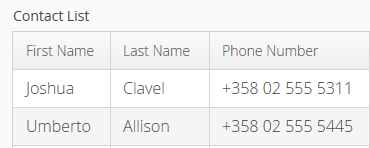 Contact List
First Name Last Name Phone Number
Joshua Clavel +358 02 555 5311
Umberto Allison +358 02 555 5445